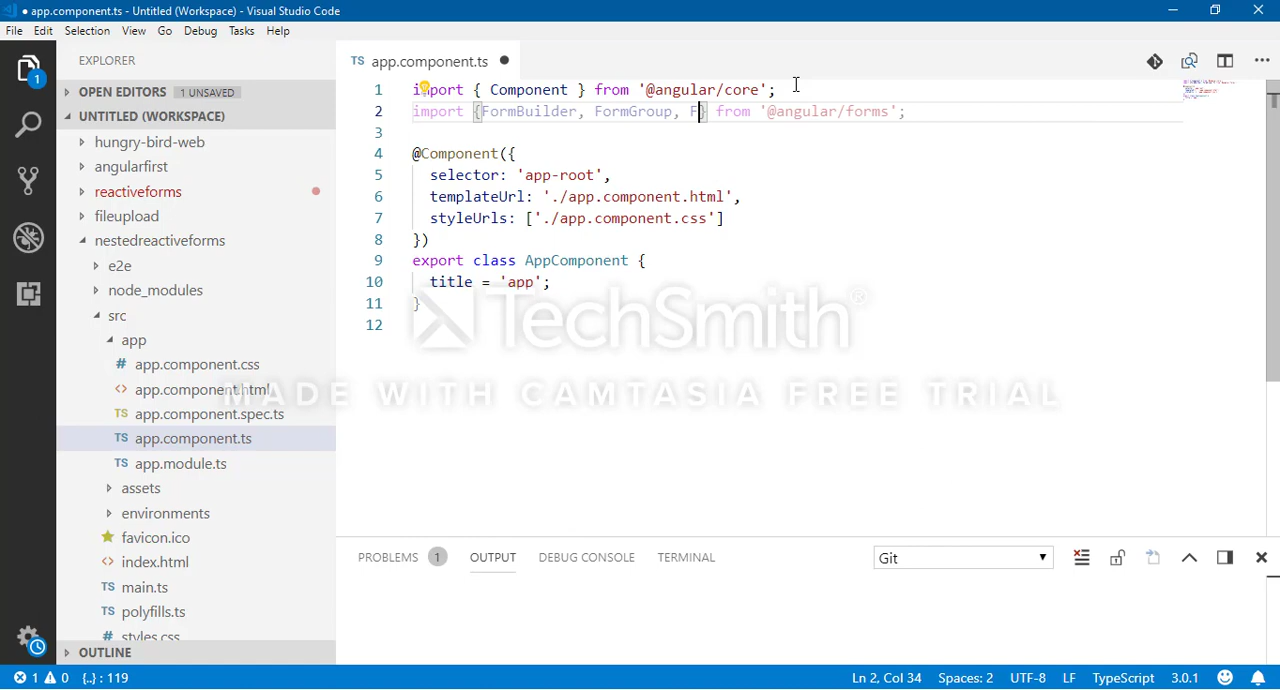 ● app.component.ts - Untitled (Workspace) - Visual Studio Code
File Edit Selection View Go Debug Tasks Help
EXPLORER
OPEN EDITORS 1 UNSAVED
UNTITLED (WORKSPACE)
hungry-bird-web
angularfirst
reactiveforms
fileupload
nestedreactiveforms
e2e
node_modules
src
app
# app.component.css
<> app.component.html
TS app.component.spec.ts
TS app.component.ts
TS app.module.ts
assets
environments
favicon.ico
<> index.html
TS main.ts
TS polyfills.ts
# styles.css
OUTLINE
1
TS app.component.ts ●
1 import { Component } from '@angular/core';
2 import {FormBuilder, FormGroup, F} from '@angular/forms';
3
4 @Component({
5 selector: 'app-root',
6 templateUrl: './app.component.html',
7 styleUrls: ['./app.component.css']
8 })
9 export class AppComponent {
10 title = 'app';
11 }
12
TechSmith®
MADE WITH CAMTASIA FREE TRIAL
PROBLEMS 1 OUTPUT DEBUG CONSOLE TERMINAL
Git
1 0 {..} : 119 Ln 2, Col 34 Spaces: 2 UTF-8 LF TypeScript 3.0.1